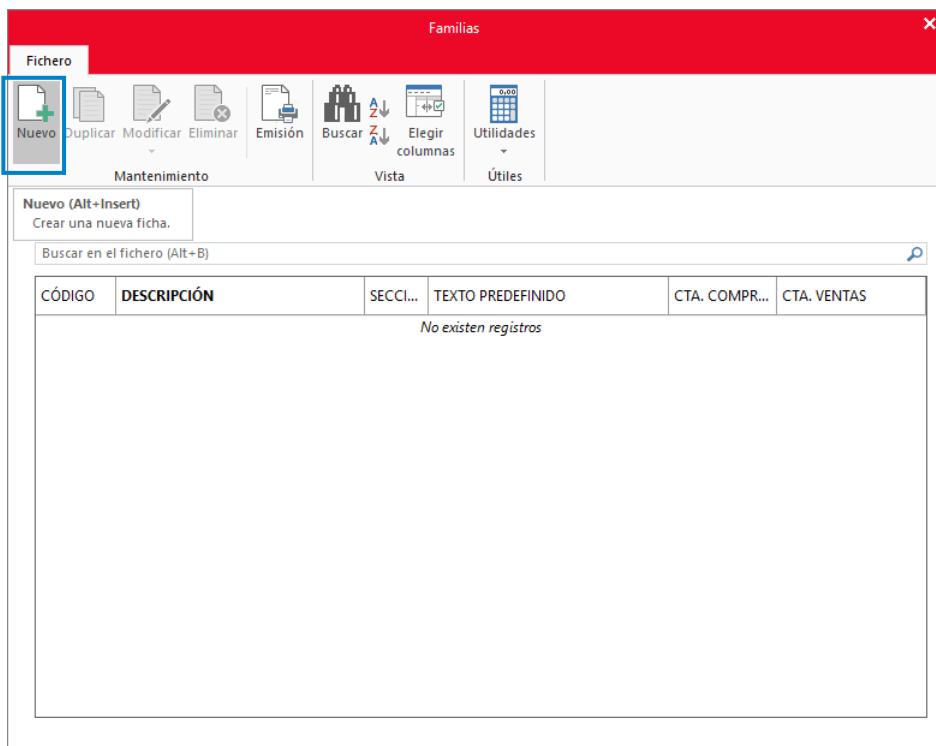 Familias
Fichero
Nuevo Duplicar Modificar Eliminar Emisión Buscar Elegir columnas Utilidades
Mantenimiento Vista Útiles
Nuevo (Alt+Insert)
Crear una nueva ficha.
Buscar en el fichero (Alt+B)
CÓDIGO DESCRIPCIÓN SECCI... TEXTO PREDEFINIDO CTA. COMPR... CTA. VENTAS
No existen registros